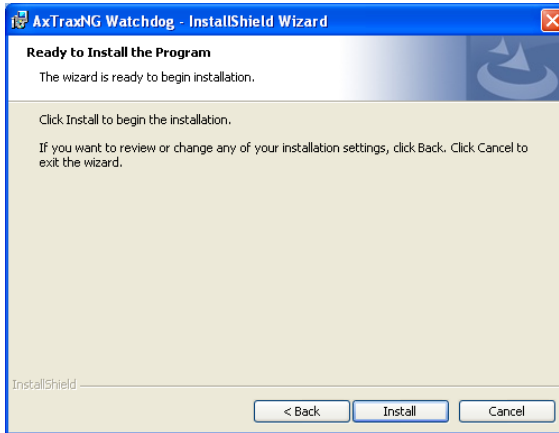 AxTraxNG Watchdog - InstallShield Wizard
Ready to Install the Program
The wizard is ready to begin installation.
Click Install to begin the installation.
If you want to review or change any of your installation settings, click Back. Click Cancel to
exit the wizard.
InstallShield
< Back Install Cancel